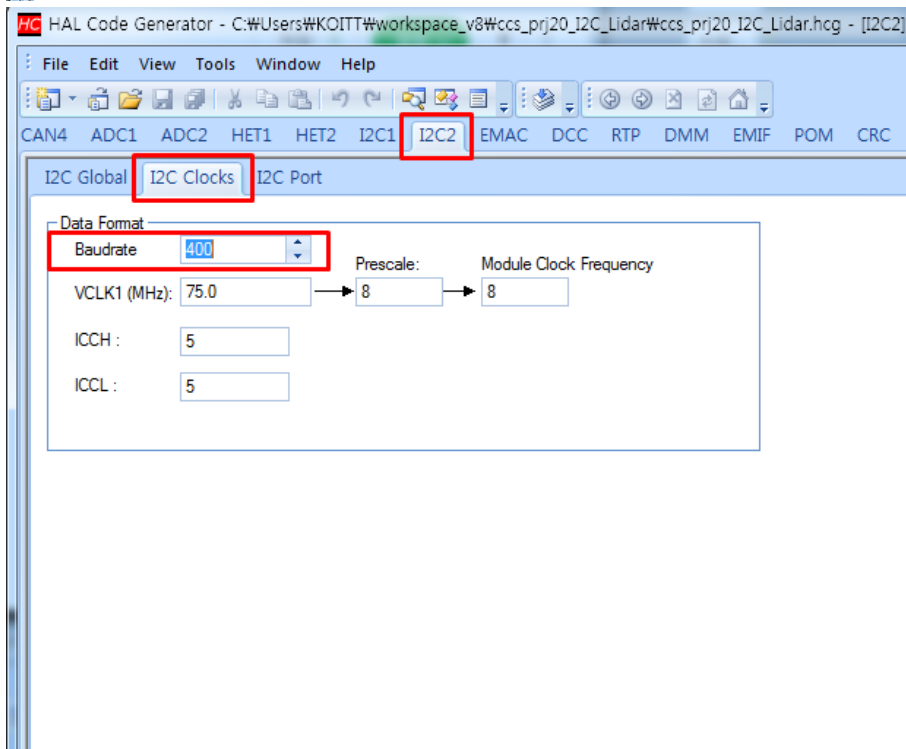 HC HAL Code Generator - C:₩Users₩KOITT₩workspace_v8₩ccs_prj20_I2C_Lidar₩ccs_prj20_I2C_Lidar.hcg - [I2C2]
File Edit View Tools Window Help
CAN4 ADC1 ADC2 HET1 HET2 I2C1 I2C2 EMAC DCC RTP DMM EMIF POM CRC
I2C Global I2C Clocks I2C Port
Data Format
Baudrate 400
Prescale: Module Clock Frequency
VCLK1 (MHz): 75.0 8 8
ICCH : 5
ICCL : 5